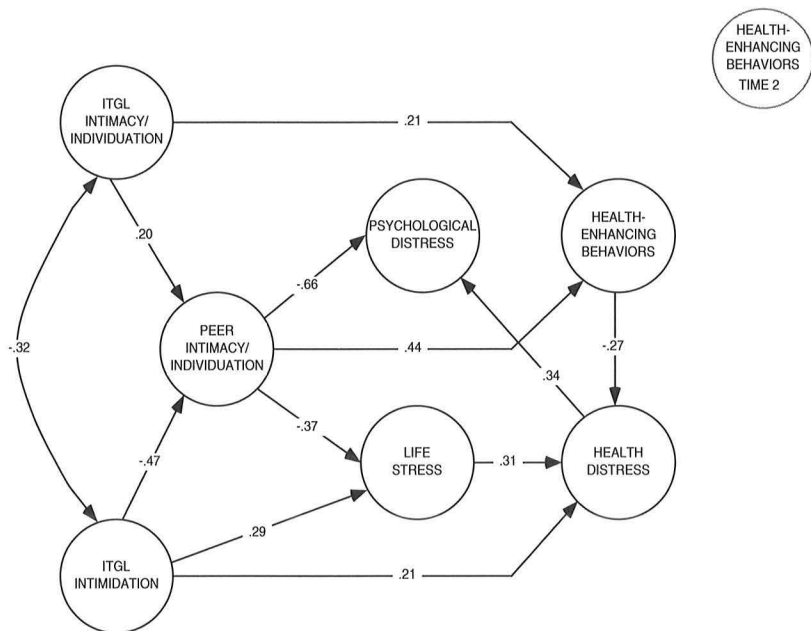 HEALTH-
ENHANCING
BEHAVIORS
TIME 2
ITGL
INTIMACY/
INDIVIDUATION
.21
PSYCHOLOGICAL
DISTRESS
HEALTH-
ENHANCING
BEHAVIORS
.20
-.66
PEER
INTIMACY/
INDIVIDUATION
-.32
.44
-.27
.34
-.37
LIFE
STRESS
.31
HEALTH
DISTRESS
-.47
.29
ITGL
INTIMIDATION
.21